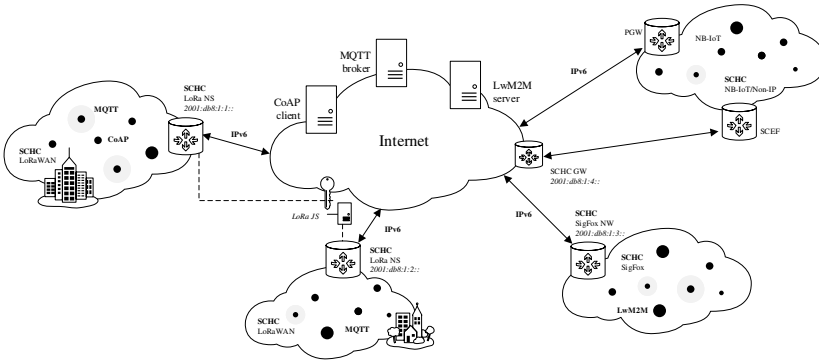 PGW
NB-IoT
MQTT
broker
IPv6
SCHC
NB-IoT/Non-IP
LwM2M
server
SCHC
LoRa NS
2001:db8:1:1::
CoAP
client
MQTT
CoAP
IPv6
Internet
SCEF
SCHC
LoRaWAN
SCHC GW
2001:db8:1:4::
LoRa JS
IPv6
IPv6
SCHC
SigFox NW
2001:db8:1:3::
SCHC
LoRa NS
2001:db8:1:2::
SCHC
SigFox
LwM2M
SCHC
LoRaWAN
MQTT